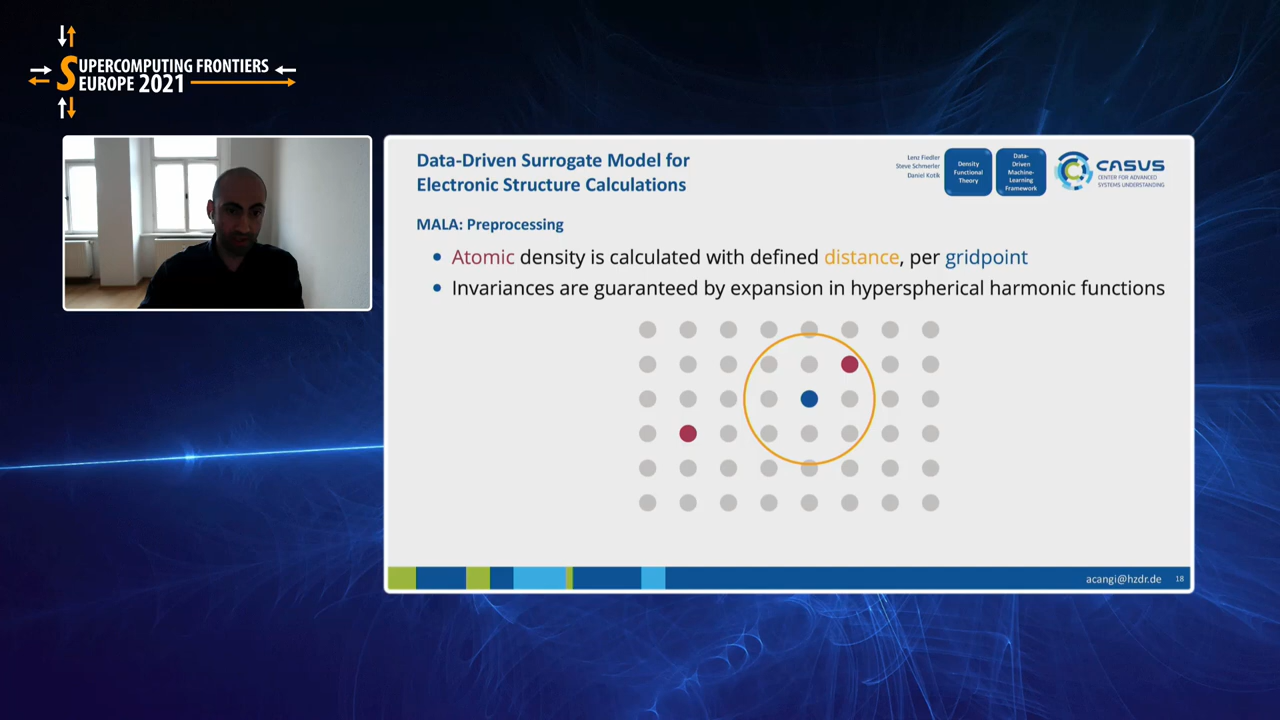 SUPERCOMPUTING FRONTIERS
EUROPE 2021
Data-Driven Surrogate Model for
Electronic Structure Calculations
Lenz Fiedler
Steve Schmerler
Daniel Kotik
Density
Functional
Theory
Data-
Driven
Machine-
Learning
Framework
CASUS
CENTER FOR ADVANCED
SYSTEMS UNDERSTANDING
MALA: Preprocessing
• Atomic density is calculated with defined distance, per gridpoint
• Invariances are guaranteed by expansion in hyperspherical harmonic functions
acangi@hzdr.de 18